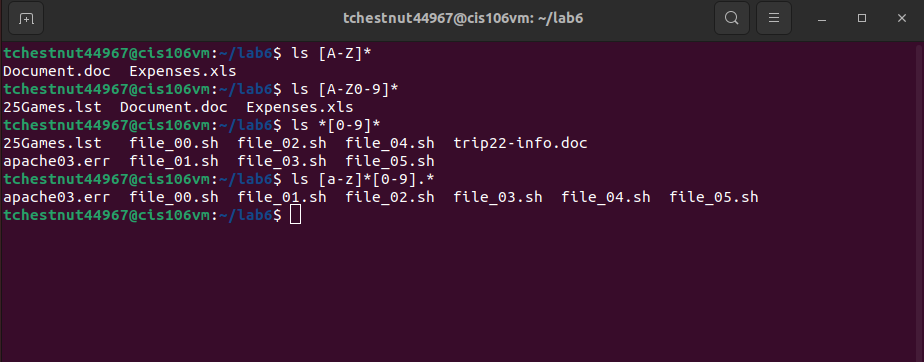 tchestnut44967@cis106vm: ~/lab6
tchestnut44967@cis106vm:~/lab6$ ls [A-Z]*
Document.doc  Expenses.xls
tchestnut44967@cis106vm:~/lab6$ ls [A-Z0-9]*
25Games.lst  Document.doc  Expenses.xls
tchestnut44967@cis106vm:~/lab6$ ls *[0-9]*
25Games.lst   file_00.sh  file_02.sh  file_04.sh  trip22-info.doc
apache03.err  file_01.sh  file_03.sh  file_05.sh
tchestnut44967@cis106vm:~/lab6$ ls [a-z]*[0-9].*
apache03.err  file_00.sh  file_01.sh  file_02.sh  file_03.sh  file_04.sh  file_05.sh
tchestnut44967@cis106vm:~/lab6$